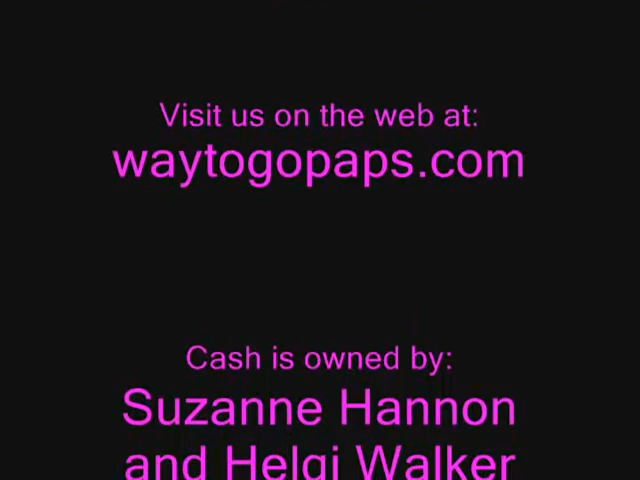 Visit us on the web at:
waytogopaps.com
Cash is owned by:
Suzanne Hannon
and Helgi Walker